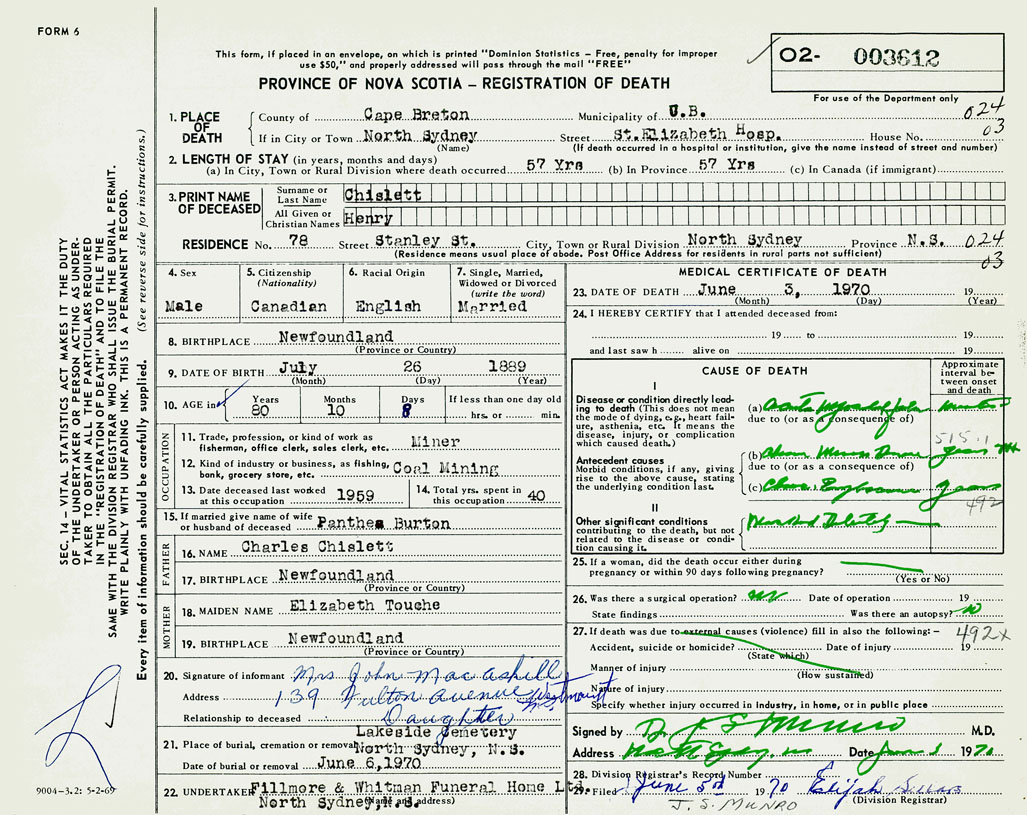 FORM 6
This form, if placed in an envelope, on which is printed "Dominion Statistics – Free, penalty for improper
use $50," and properly addressed will pass through the mail "FREE"
PROVINCE OF NOVA SCOTIA – REGISTRATION OF DEATH
02- 003612
For use of the Department only
024
03
1. PLACE OF DEATH
County of Cape Breton Municipality of U.B.
If in City or Town North Sydney Street St.Elizabeth Hosp. House No.
(Name) (If death occurred in a hospital or institution, give the name instead of street and number)
2. LENGTH OF STAY (in years, months and days)
(a) In City, Town or Rural Division where death occurred 57 Yrs (b) In Province 57 Yrs (c) In Canada (if immigrant)
3. PRINT NAME OF DECEASED
Surname or Last Name Chislett
All Given or Christian Names Henry
RESIDENCE No. 78 Street Stanley St. City, Town or Rural Division North Sydney Province N.S. 024
(Residence means usual place of abode. Post Office Address for residents in rural parts not sufficient) 03
4. Sex
Male
5. Citizenship
(Nationality)
Canadian
6. Racial Origin
English
7. Single, Married,
Widowed or Divorced
(write the word)
Married
8. BIRTHPLACE Newfoundland
(Province or Country)
9. DATE OF BIRTH July 26 1889
(Month) (Day) (Year)
10. AGE in
Years Months Days If less than one day old
80 10 8 hrs. or min.
OCCUPATION
11. Trade, profession, or kind of work as
fisherman, office clerk, sales clerk, etc. Miner
12. Kind of industry or business, as fishing,
bank, grocery store, etc. Coal Mining
13. Date deceased last worked
at this occupation 1959
14. Total yrs. spent in 40
15. If married give name of wife
or husband of deceased Panthea Burton
FATHER
16. NAME Charles Chislett
17. BIRTHPLACE Newfoundland
(Province or Country)
MOTHER
18. MAIDEN NAME Elizabeth Touche
19. BIRTHPLACE Newfoundland
(Province or Country)
20. Signature of informant Mrs John MacAskill
Address 139 Fulton Avenue Westmount N.S.
Relationship to deceased Daughter
Lakeside Cemetery
21. Place of burial, cremation or removal North Sydney, N.S.
Date of burial or removal June 6,1970
22. UNDERTAKER Fillmore & Whitman Funeral Home Ltd.
North Sydney,N.S.
(Name and address)
MEDICAL CERTIFICATE OF DEATH
23. DATE OF DEATH June 3, 1970 19
(Month) (Day) (Year)
24. I HEREBY CERTIFY that I attended deceased from:
19 to 19
and last saw h alive on 19
CAUSE OF DEATH
Approximate
interval be-
tween onset
and death
I
Disease or condition directly lead-
ing to death (This does not mean
the mode of dying, e.g., heart fail-
ure, asthenia, etc. It means the
disease, injury, or complication
which caused death.)
(a)
due to (or as a consequence of)
515.1
Antecedent causes
Morbid conditions, if any, giving
rise to the above cause, stating
the underlying condition last.
(b) years
due to (or as a consequence of)
(c) years
492
II
Other significant conditions
contributing to the death, but not
related to the disease or condi-
tion causing it.
25. If a woman, did the death occur either during
pregnancy or within 90 days following pregnancy?
(Yes or No)
26. Was there a surgical operation? no Date of operation 19
State findings Was there an autopsy? no
27. If death was due to external causes (violence) fill in also the following:–
492x
Accident, suicide or homicide? Date of injury 19
(State which)
Manner of injury
(How sustained)
Nature of injury
Specify whether injury occurred in Industry, in home, or in public place
Signed by Dr J S Munro M.D.
Address Date June 1970
28. Division Registrar's Record Number
29. Filed June 5th 1970 Elijah
J. S. MUNRO (Division Registrar)
SEC. 14 – VITAL STATISTICS ACT MAKES IT THE DUTY
OF THE UNDERTAKER OR PERSON ACTING AS UNDER-
TAKER TO OBTAIN ALL THE PARTICULARS REQUIRED
IN THE "REGISTRATION OF DEATH" AND TO FILE THE
SAME WITH THE DIVISION REGISTRAR WHO SHALL ISSUE THE BURIAL PERMIT.
WRITE PLAINLY WITH UNFADING INK. THIS IS A PERMANENT RECORD.
Every item of information should be carefully supplied. (See reverse side for instructions.)
9004-3.2: 5-2-69